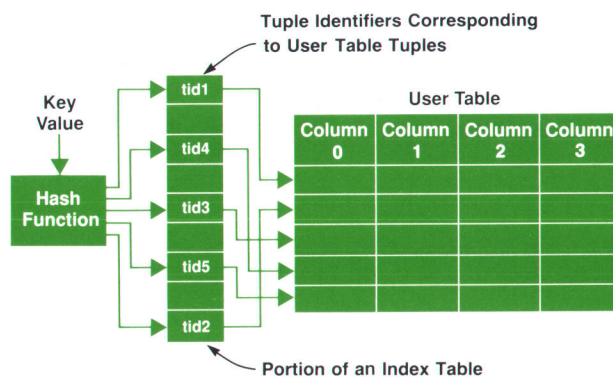 Tuple Identifiers Corresponding
to User Table Tuples
Key
Value
Hash
Function
tid1
tid4
tid3
tid5
tid2
User Table
Column
0
Column
1
Column
2
Column
3
Portion of an Index Table